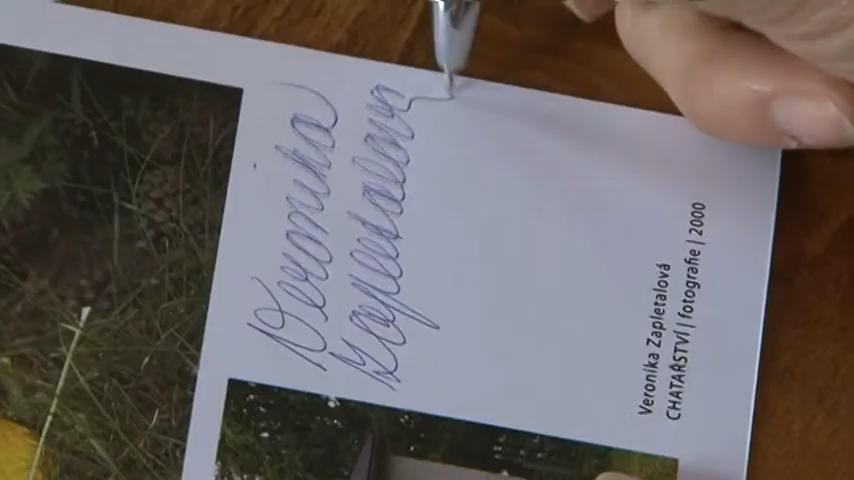 Veronika
Zapletalová
Veronika Zapletalová
CHATAŘSTVÍ | fotografie | 2000